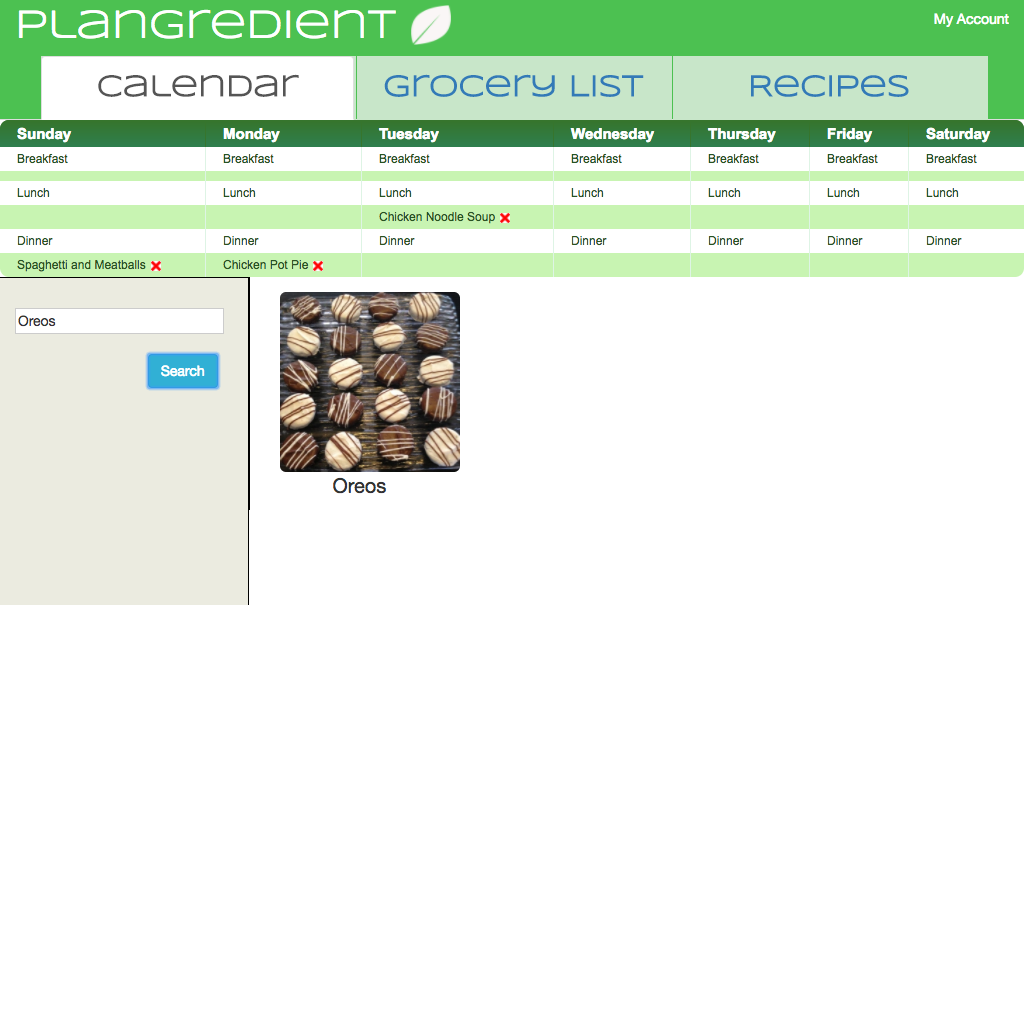 PLanGreDienT
My Account
caLenDar
Grocery LIST
RecIPes
Sunday Monday Tuesday Wednesday Thursday Friday Saturday
Breakfast Breakfast Breakfast Breakfast Breakfast Breakfast Breakfast
Lunch Lunch Lunch Lunch Lunch Lunch Lunch
Chicken Noodle Soup
Dinner Dinner Dinner Dinner Dinner Dinner Dinner
Spaghetti and Meatballs Chicken Pot Pie
Oreos
Search
Oreos